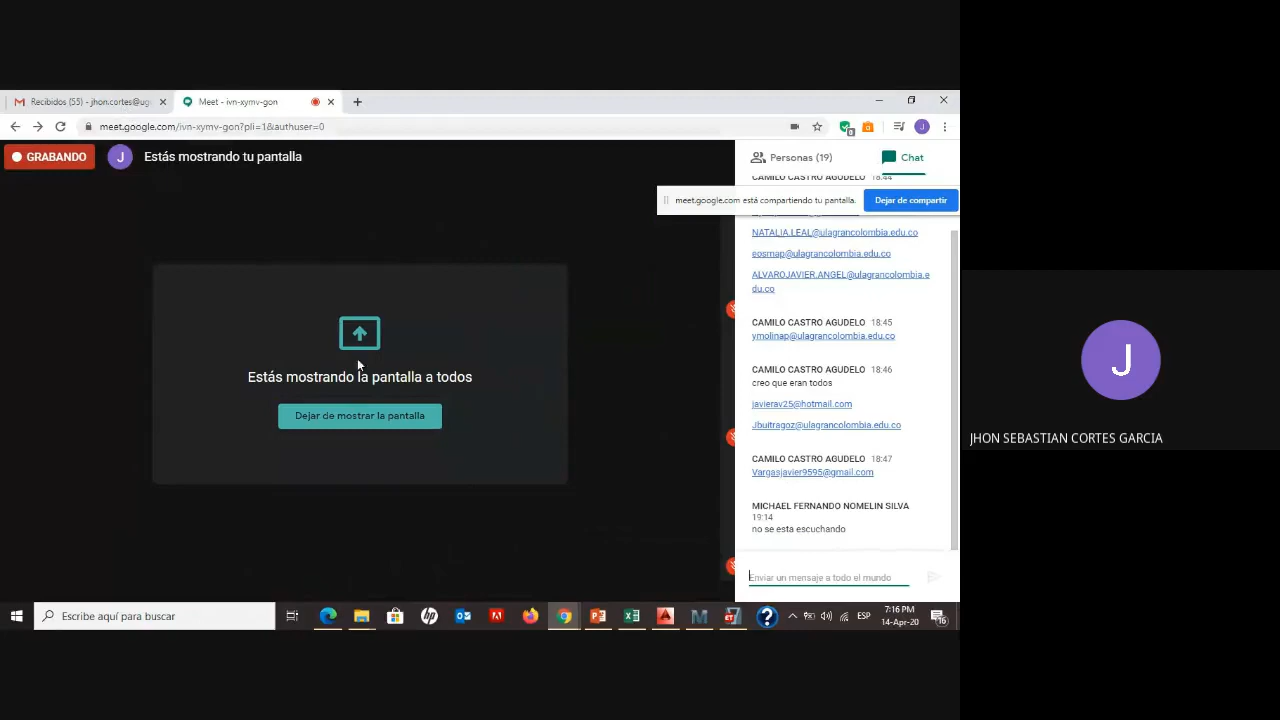 Recibidos (55) - jhon.cortes@ug
Meet - ivn-xymv-gon
meet.google.com/ivn-xymv-gon?pli=1&authuser=0
GRABANDO
J
Estás mostrando tu pantalla
Personas (19)
Chat
CAMILO CASTRO AGUDELO 18:44
meet.google.com está compartiendo tu pantalla.
Dejar de compartir
NATALIA.LEAL@ulagrancolombia.edu.co
eosmap@ulagrancolombia.edu.co
ALVAROJAVIER.ANGEL@ulagrancolombia.e
du.co
CAMILO CASTRO AGUDELO 18:45
ymolinap@ulagrancolombia.edu.co
CAMILO CASTRO AGUDELO 18:46
creo que eran todos
javierav25@hotmail.com
Jbuitragoz@ulagrancolombia.edu.co
CAMILO CASTRO AGUDELO 18:47
Vargasjavier9595@gmail.com
MICHAEL FERNANDO NOMELIN SILVA
19:14
no se esta escuchando
Enviar un mensaje a todo el mundo
Estás mostrando la pantalla a todos
Dejar de mostrar la pantalla
J
JHON SEBASTIAN CORTES GARCIA
Escribe aquí para buscar
ESP
7:16 PM
14-Apr-20
16